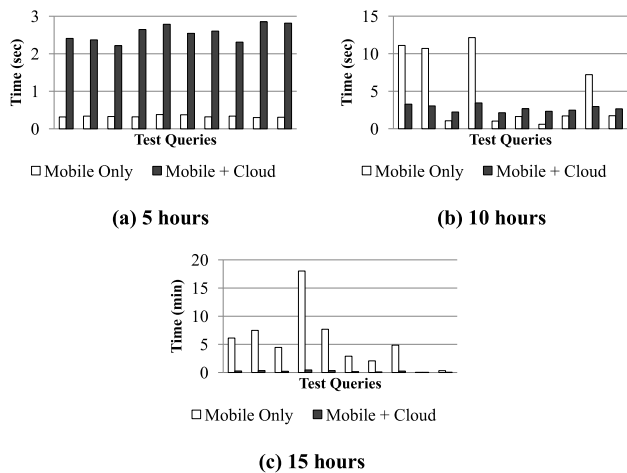 3
2
1
0
Time (sec)
Test Queries
Mobile Only Mobile + Cloud
(a) 5 hours
15
10
5
0
Time (sec)
Test Queries
Mobile Only Mobile + Cloud
(b) 10 hours
20
15
10
5
0
Time (min)
Test Queries
Mobile Only Mobile + Cloud
(c) 15 hours